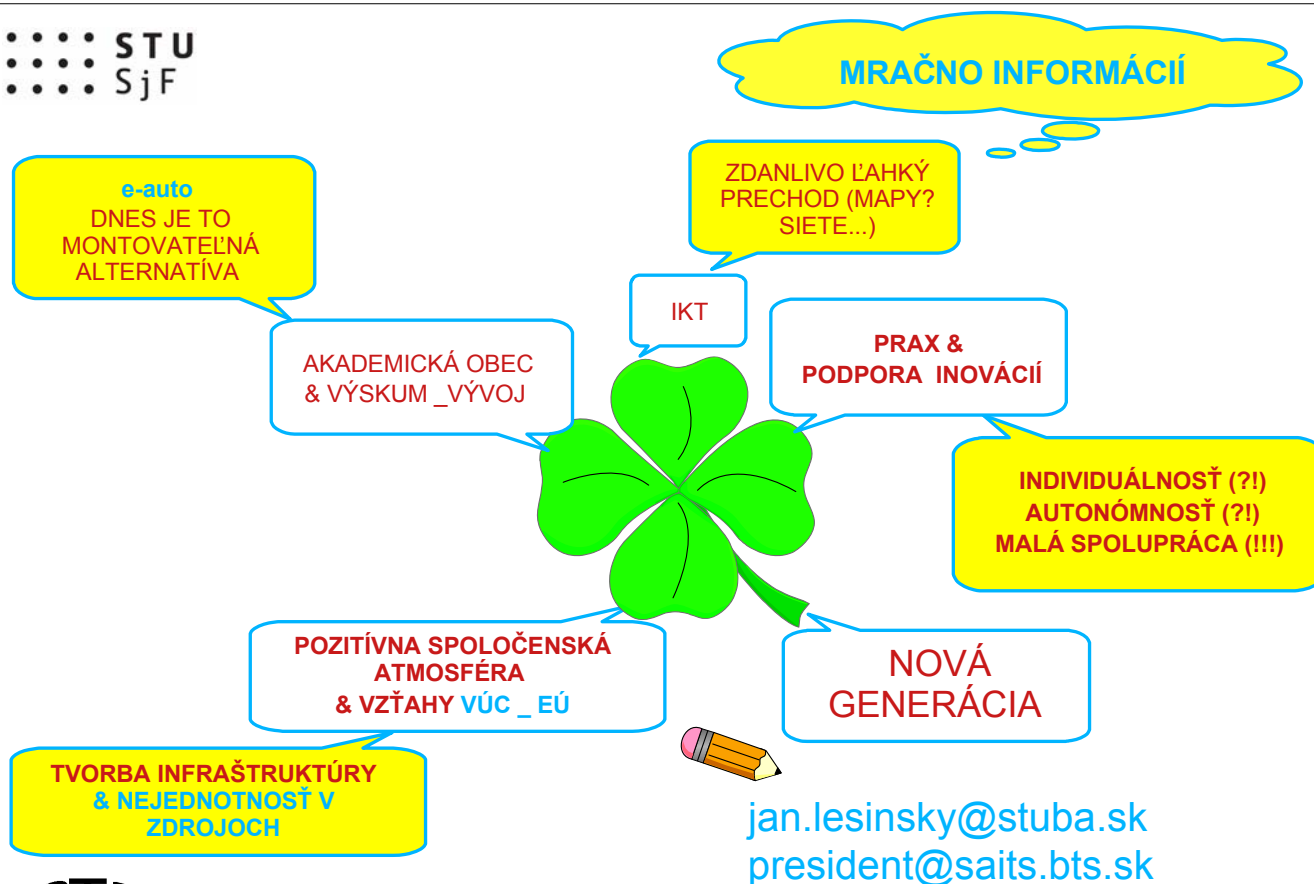 STU
SjF
MRAČNO INFORMÁCIÍ
e-auto
DNES JE TO
MONTOVATEĽNÁ
ALTERNATÍVA
ZDANLIVO ĽAHKÝ
PRECHOD (MAPY?
SIETE...)
IKT
AKADEMICKÁ OBEC
& VÝSKUM _VÝVOJ
PRAX &
PODPORA INOVÁCIÍ
INDIVIDUÁLNOSŤ (?!)
AUTONÓMNOSŤ (?!)
MALÁ SPOLUPRÁCA (!!!)
POZITÍVNA SPOLOČENSKÁ
ATMOSFÉRA
& VZŤAHY VÚC _ EÚ
NOVÁ
GENERÁCIA
TVORBA INFRAŠTRUKTÚRY
& NEJEDNOTNOSŤ V
ZDROJOCH
jan.lesinsky@stuba.sk
president@saits.bts.sk